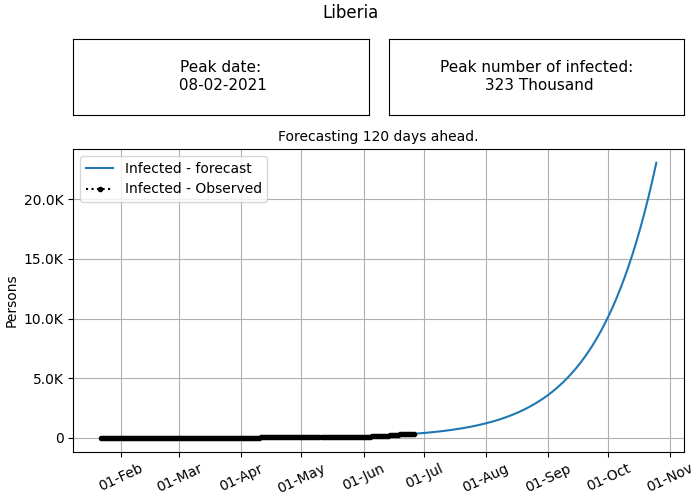 Liberia
Peak date:
08-02-2021
Peak number of infected:
323 Thousand
Forecasting 120 days ahead.
Infected - forecast
Infected - Observed
Persons
20.0K
15.0K
10.0K
5.0K
0
01-Feb
01-Mar
01-Apr
01-May
01-Jun
01-Jul
01-Aug
01-Sep
01-Oct
01-Nov